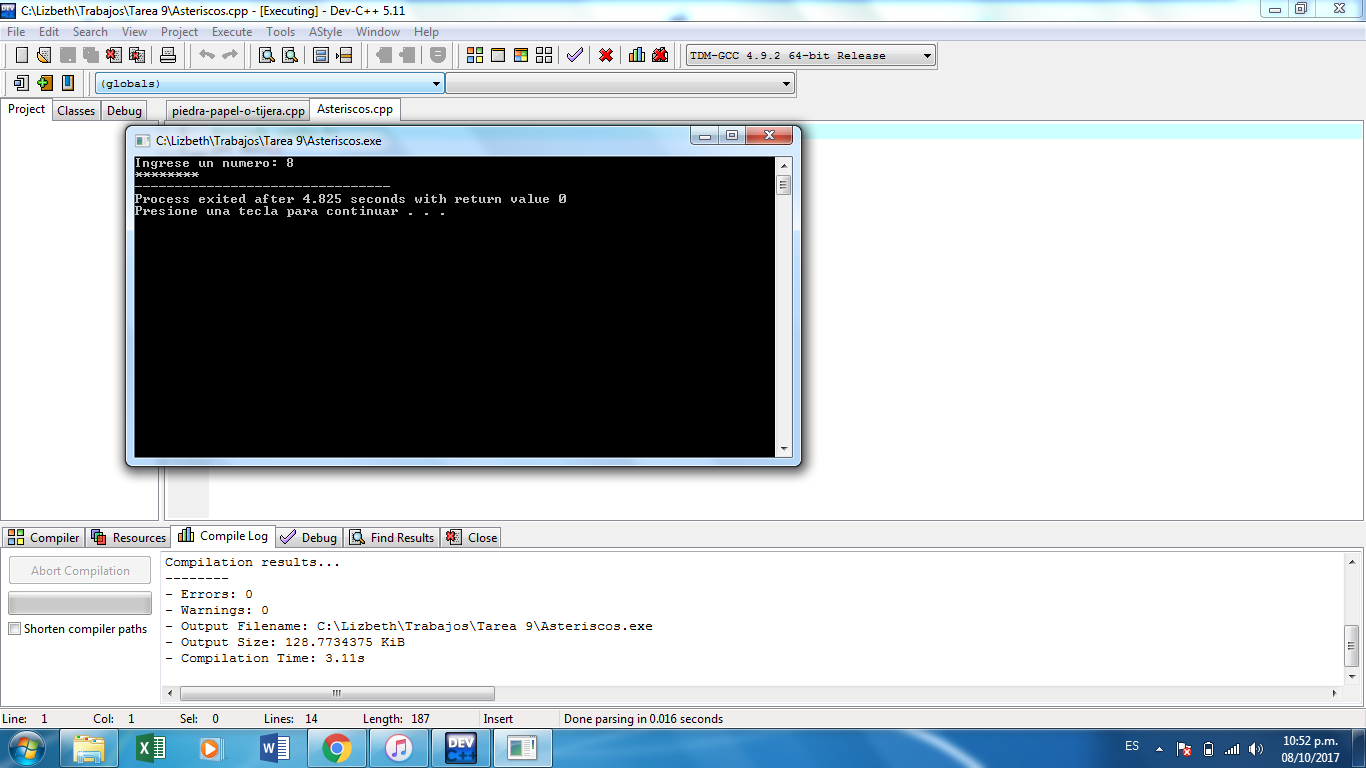 C:\Lizbeth\Trabajos\Tarea 9\Asteriscos.cpp - [Executing] - Dev-C++ 5.11
File Edit Search View Project Execute Tools AStyle Window Help
TDM-GCC 4.9.2 64-bit Release
(globals)
Project Classes Debug piedra-papel-o-tijera.cpp Asteriscos.cpp
C:\Lizbeth\Trabajos\Tarea 9\Asteriscos.exe
Ingrese un numero: 8
********
--------------------------------
Process exited after 4.825 seconds with return value 0
Presione una tecla para continuar . . .
Compiler Resources Compile Log Debug Find Results Close
Abort Compilation
Shorten compiler paths
Compilation results...
--------
- Errors: 0
- Warnings: 0
- Output Filename: C:\Lizbeth\Trabajos\Tarea 9\Asteriscos.exe
- Output Size: 128.7734375 KiB
- Compilation Time: 3.11s
Line: 1 Col: 1 Sel: 0 Lines: 14 Length: 187 Insert Done parsing in 0.016 seconds
DEV C++
ES
10:52 p.m.
08/10/2017